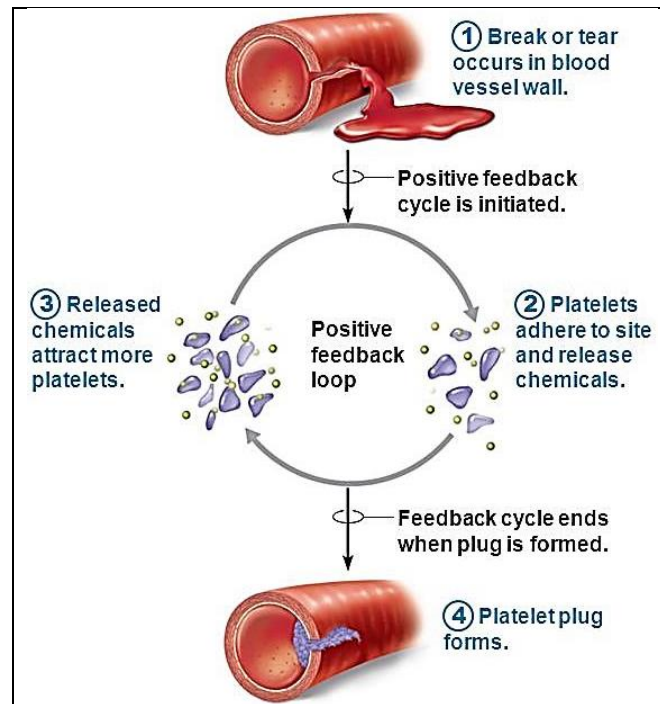 ① Break or tear
occurs in blood
vessel wall.
Positive feedback
cycle is initiated.
③ Released
chemicals
attract more
platelets.
Positive
feedback
loop
② Platelets
adhere to site
and release
chemicals.
Feedback cycle ends
when plug is formed.
④ Platelet plug
forms.